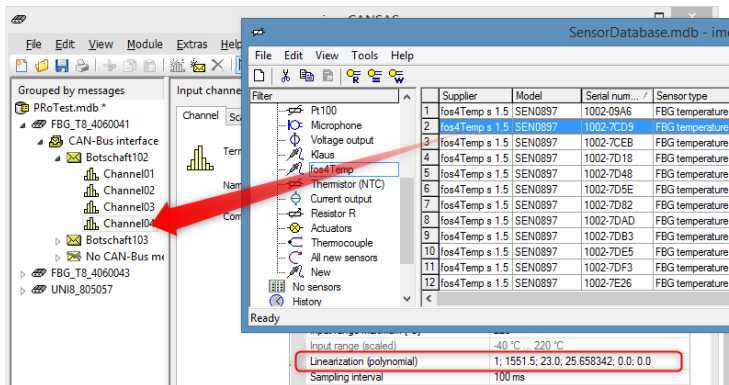 CANSAS
File Edit View Module Extras Help
Grouped by messages
PRoTest.mdb *
FBG_T8_4060041
CAN-Bus interface
Botschaft102
Channel01
Channel02
Channel03
Channel04
Botschaft103
No CAN-Bus me
FBG_T8_4060043
UNI8_805057
Input channe
Channel Sc
Terr
Nam
Com
SensorDatabase.mdb - im
File Edit View Tools Help
Filter
Pt100
Microphone
Voltage output
Klaus
fos4Temp
Thermistor (NTC)
Current output
Resistor R
Actuators
Thermocouple
All new sensors
New
No sensors
History
Supplier Model Serial num... / Sensor type
1 fos4Temp s 1.5 SEN0897 1002-09A6 FBG temperature
2 fos4Temp s 1.5 SEN0897 1002-7CD9 FBG temperature
3 fos4Temp s 1.5 SEN0897 1002-7CEB FBG temperature
4 fos4Temp s 1.5 SEN0897 1002-7D18 FBG temperature
5 fos4Temp s 1.5 SEN0897 1002-7D48 FBG temperature
6 fos4Temp s 1.5 SEN0897 1002-7D5E FBG temperature
7 fos4Temp s 1.5 SEN0897 1002-7D82 FBG temperature
8 fos4Temp s 1.5 SEN0897 1002-7DAD FBG temperature
9 fos4Temp s 1.5 SEN0897 1002-7DB3 FBG temperature
10 fos4Temp s 1.5 SEN0897 1002-7DE5 FBG temperature
11 fos4Temp s 1.5 SEN0897 1002-7DF3 FBG temperature
12 fos4Temp s 1.5 SEN0897 1002-7E26 FBG temperature
Ready
Input range (scaled) -40 °C ... 220 °C
Linearization (polynomial) 1; 1551.5; 23.0; 25.658342; 0.0; 0.0
Sampling interval 100 ms